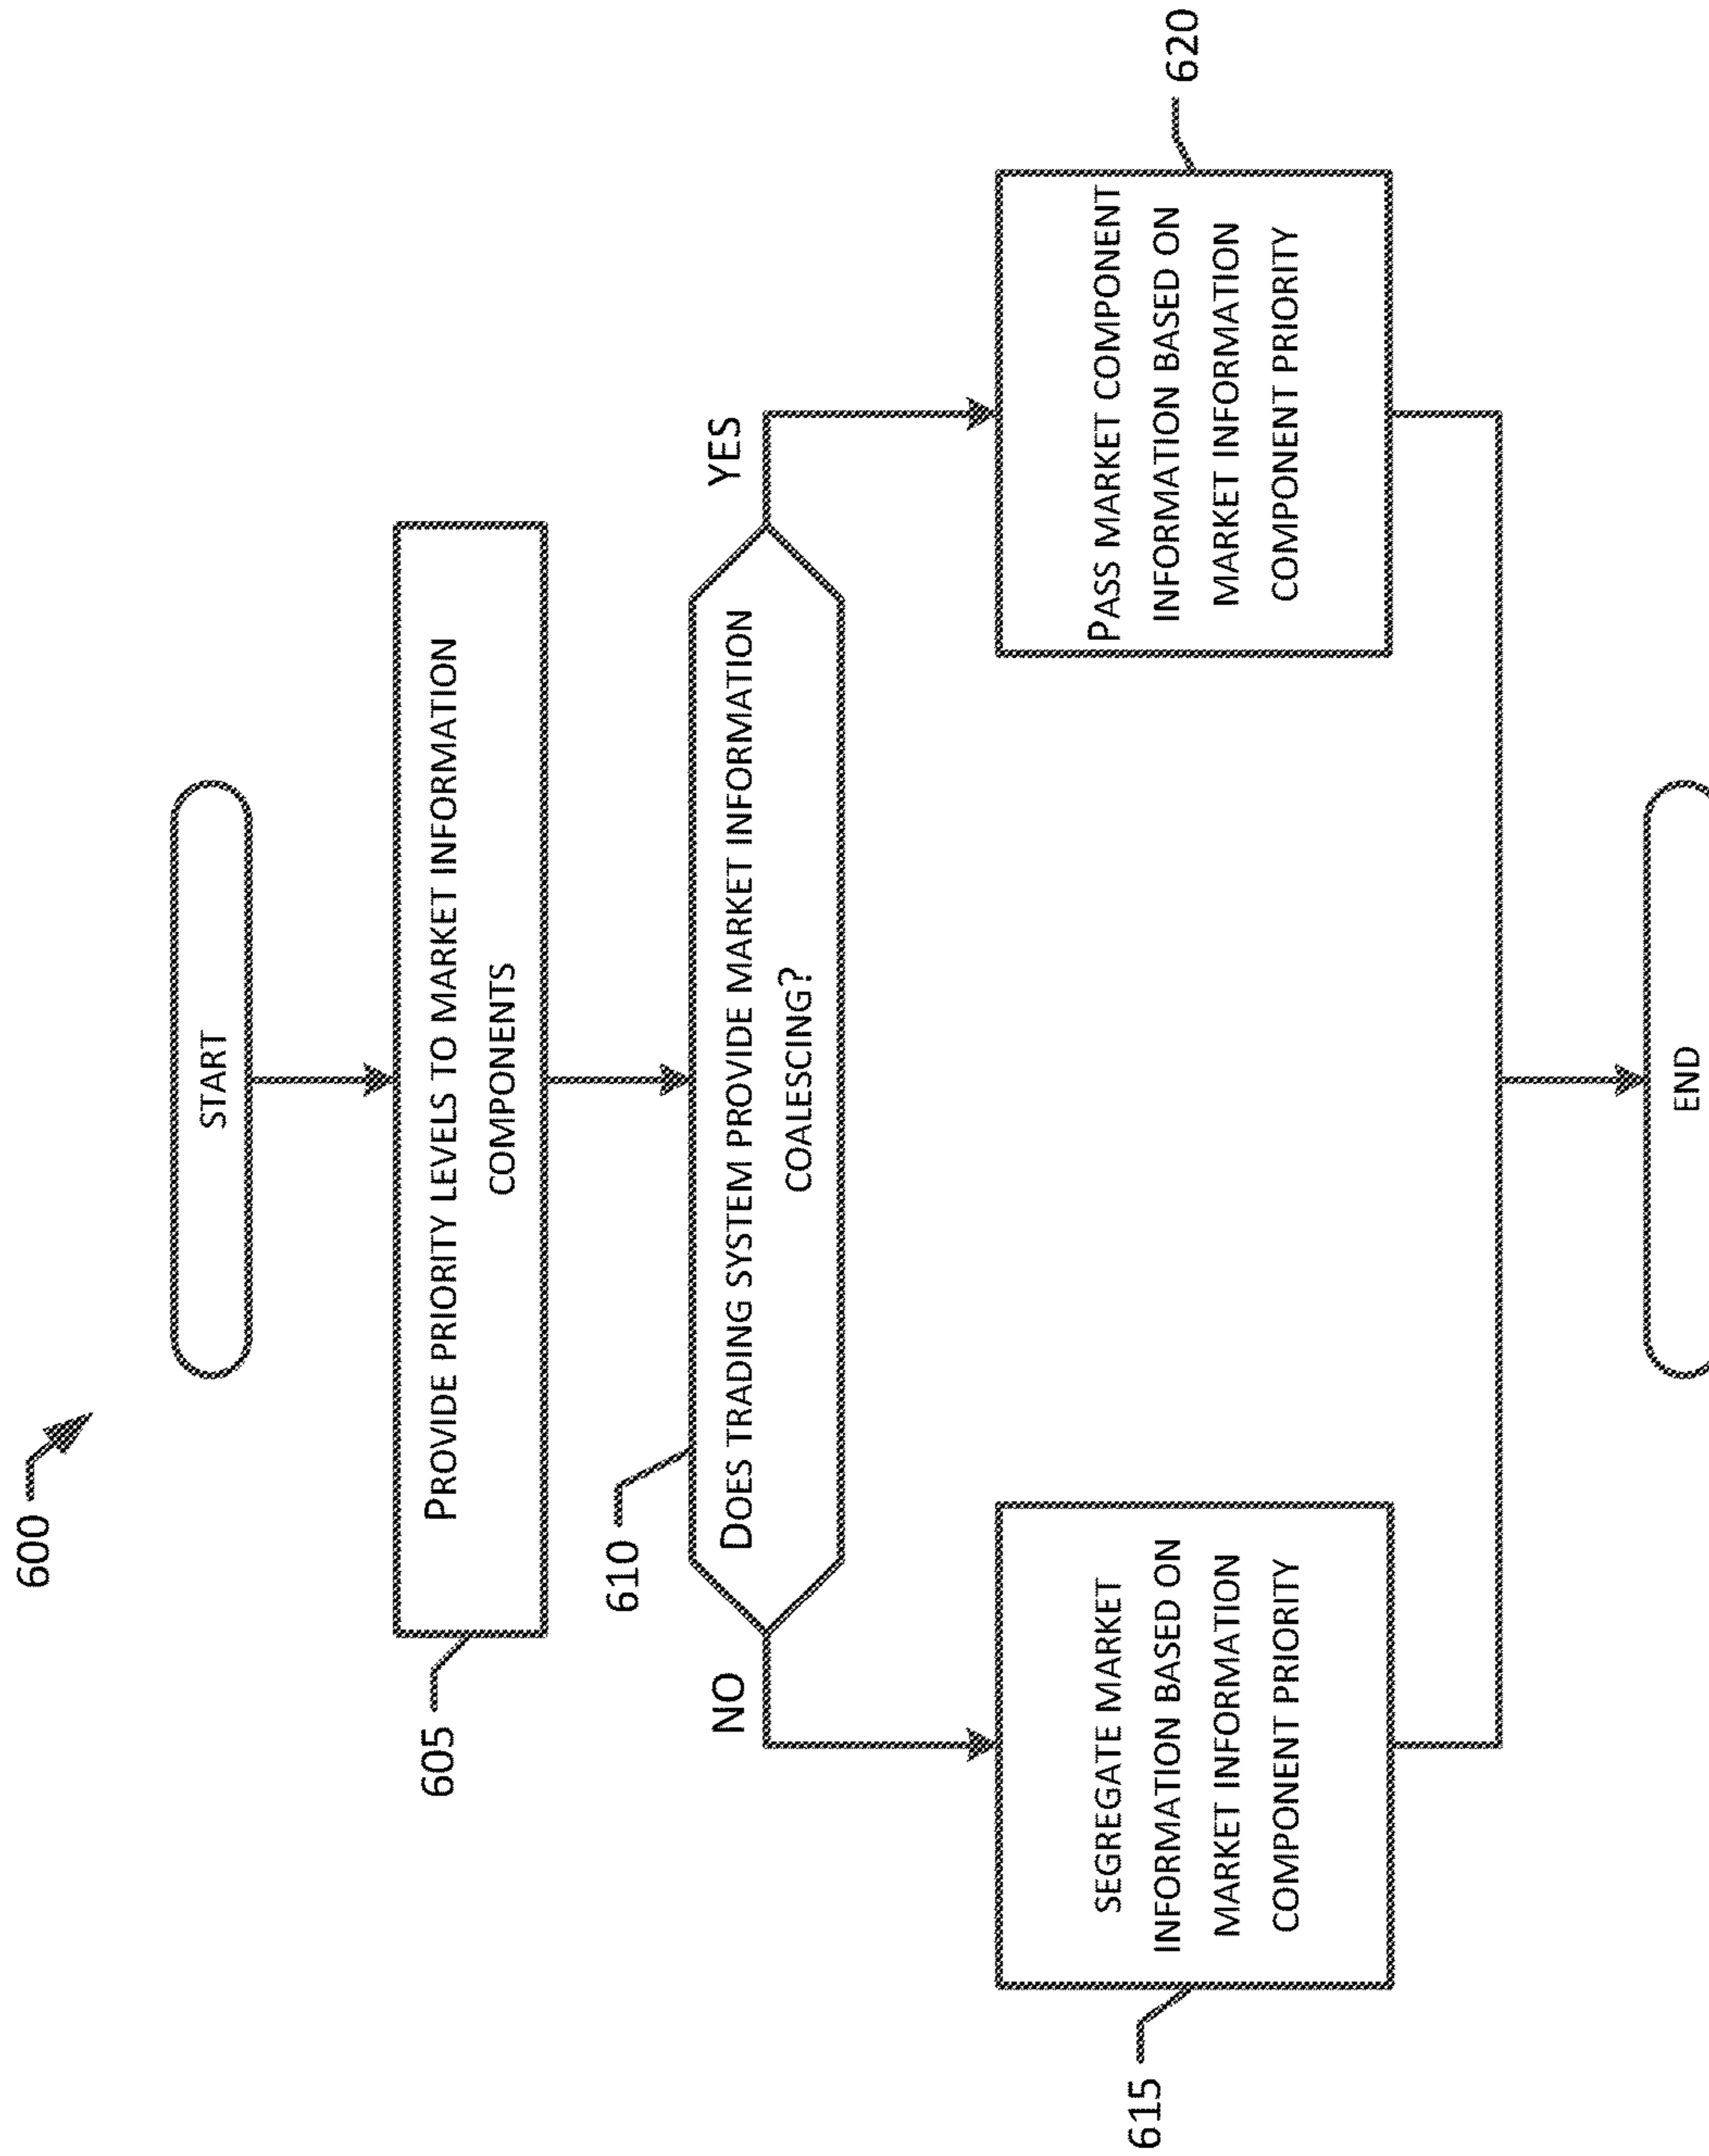 600
START
PROVIDE PRIORITY LEVELS TO MARKET INFORMATION
COMPONENTS
605
610
DOES TRADING SYSTEM PROVIDE MARKET INFORMATION
COALESCING?
NO
YES
SEGREGATE MARKET
INFORMATION BASED ON
MARKET INFORMATION
COMPONENT PRIORITY
615
PASS MARKET COMPONENT
INFORMATION BASED ON
MARKET INFORMATION
COMPONENT PRIORITY
620
END